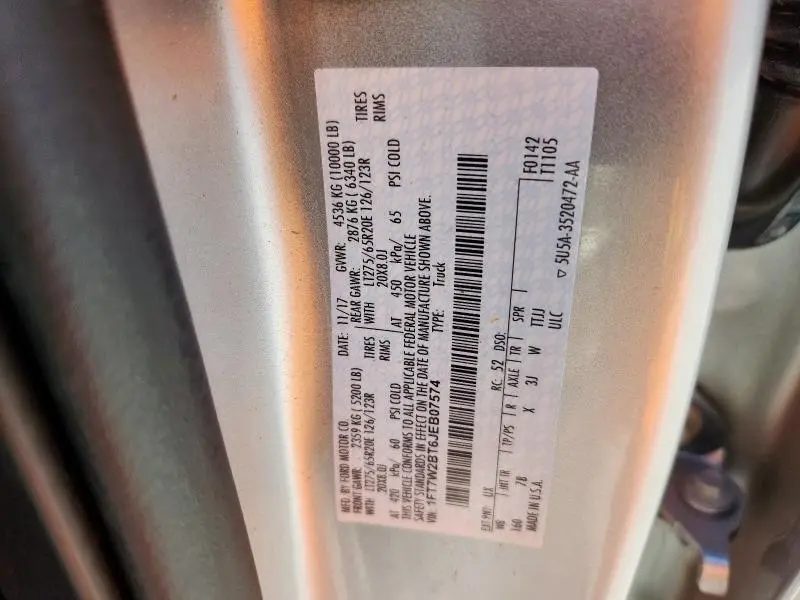 MFD. BY FORD MOTOR CO.
DATE: 11/17 GVWR: 4536 KG (10000 LB)
FRONT GAWR: 2359 KG (5200 LB) REAR GAWR: 2876 KG (6340 LB)
WITH LT275/65R20E 126/123R TIRES WITH LT275/65R20E 126/123R TIRES
20X8.0J RIMS 20X8.0J RIMS
AT 420 kPa/ 60 PSI COLD AT 450 kPa/ 65 PSI COLD
THIS VEHICLE CONFORMS TO ALL APPLICABLE FEDERAL MOTOR VEHICLE
SAFETY STANDARDS IN EFFECT ON THE DATE OF MANUFACTURE SHOWN ABOVE.
VIN: 1FT7W2BT6JEB07574 TYPE: Truck
EXT PNT: UX RC: 52 DSO: F0142
WB INT TR TP/PS R AXLE TR SPR TT1105
160 7B X 3J W TTJJ
MADE IN U.S.A. ULC
▽ 5U5A-3520472-AA